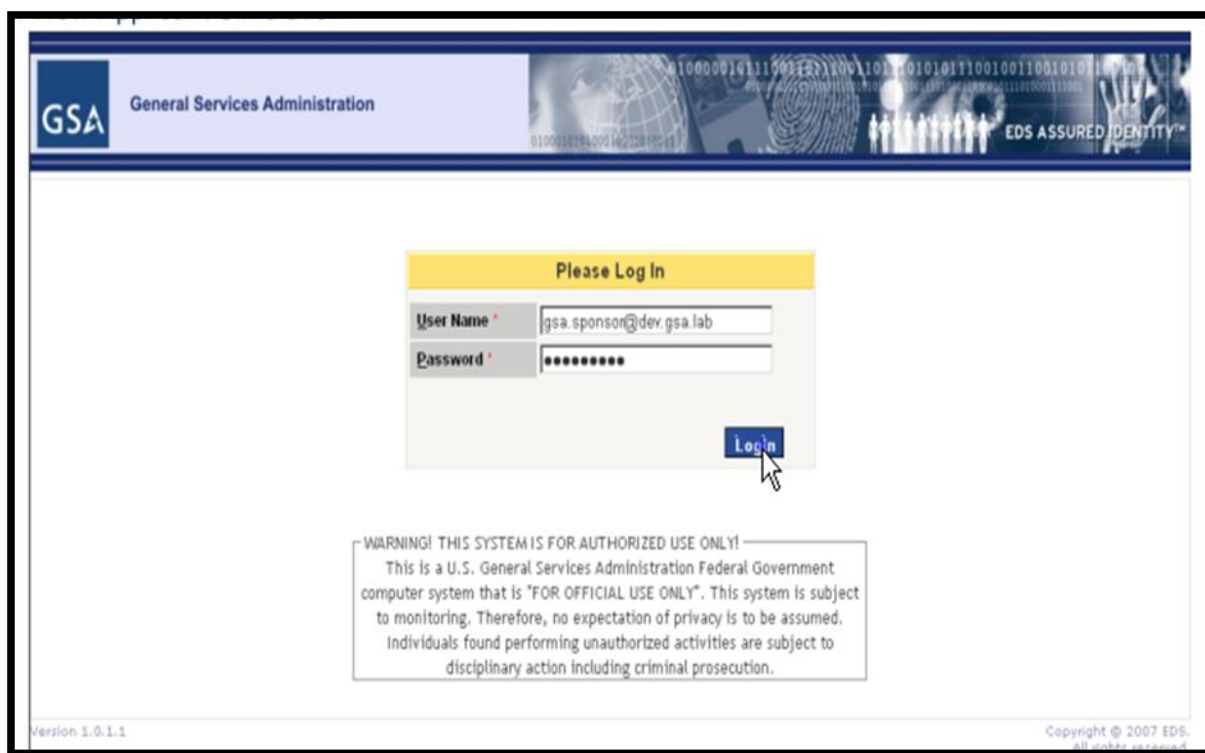 GSA
General Services Administration
EDS ASSURED IDENTITY™
Please Log In
User Name *
gsa.sponsor@dev.gsa.lab
Password *
•••••••••
Login
WARNING! THIS SYSTEM IS FOR AUTHORIZED USE ONLY!
This is a U.S. General Services Administration Federal Government
computer system that is "FOR OFFICIAL USE ONLY". This system is subject
to monitoring. Therefore, no expectation of privacy is to be assumed.
Individuals found performing unauthorized activities are subject to
disciplinary action including criminal prosecution.
Version 1.0.1.1
Copyright © 2007 EDS.
All rights reserved.